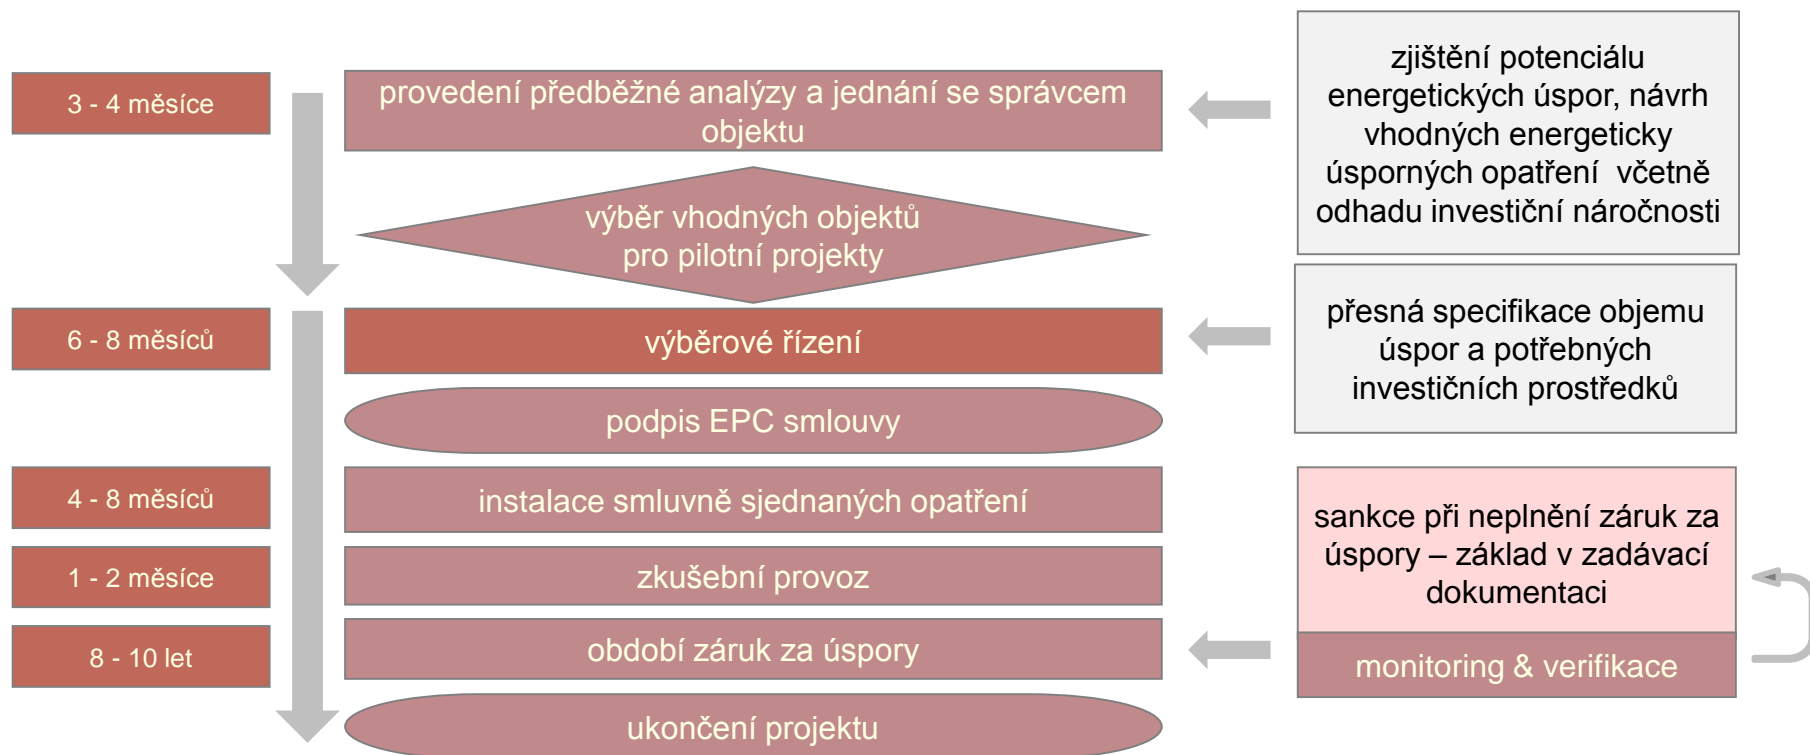 3 - 4 měsíce
provedení předběžné analýzy a jednání se správcem
objektu
zjištění potenciálu
energetických úspor, návrh
vhodných energeticky
úsporných opatření  včetně
odhadu investiční náročnosti
výběr vhodných objektů
pro pilotní projekty
6 - 8 měsíců
výběrové řízení
přesná specifikace objemu
úspor a potřebných
investičních prostředků
podpis EPC smlouvy
4 - 8 měsíců
instalace smluvně sjednaných opatření
sankce při neplnění záruk za
úspory – základ v zadávací
dokumentaci
1 - 2 měsíce
zkušební provoz
8 - 10 let
období záruk za úspory
monitoring & verifikace
ukončení projektu